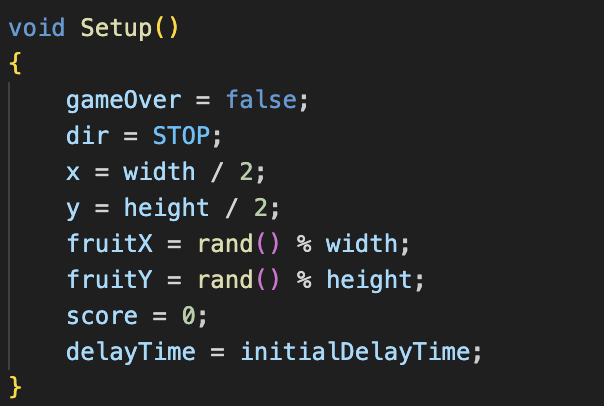 void Setup()
{
    gameOver = false;
    dir = STOP;
    x = width / 2;
    y = height / 2;
    fruitX = rand() % width;
    fruitY = rand() % height;
    score = 0;
    delayTime = initialDelayTime;
}